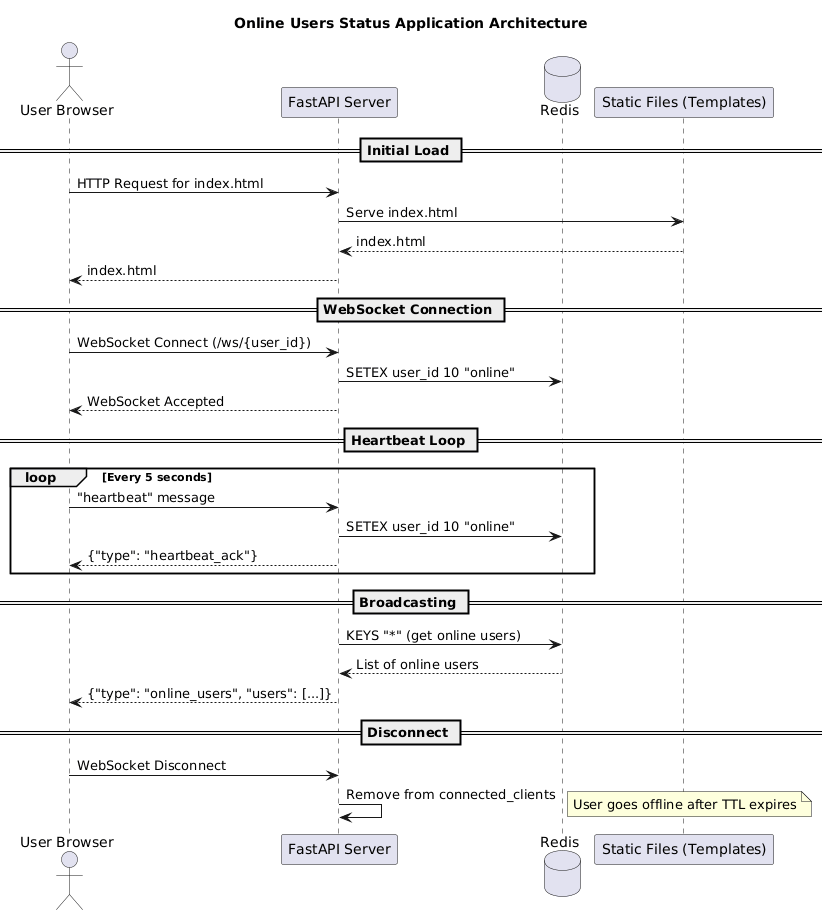 Online Users Status Application Architecture
User Browser
FastAPI Server
Redis
Static Files (Templates)
Initial Load
HTTP Request for index.html
Serve index.html
index.html
index.html
WebSocket Connection
WebSocket Connect (/ws/{user_id})
SETEX user_id 10 "online"
WebSocket Accepted
Heartbeat Loop
loop [Every 5 seconds]
"heartbeat" message
SETEX user_id 10 "online"
{"type": "heartbeat_ack"}
Broadcasting
KEYS "*" (get online users)
List of online users
{"type": "online_users", "users": [...]}
Disconnect
WebSocket Disconnect
Remove from connected_clients
User goes offline after TTL expires
User Browser
FastAPI Server
Redis
Static Files (Templates)